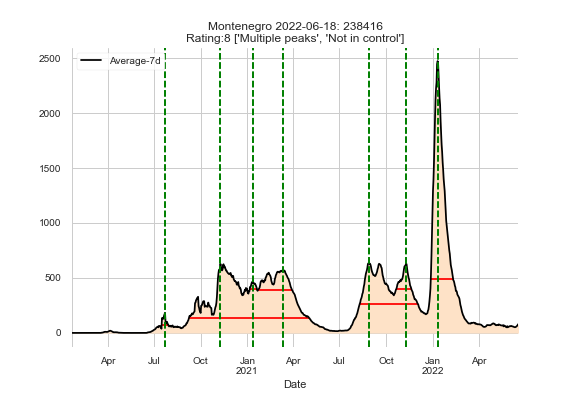 Montenegro 2022-06-18: 238416
Rating:8 ['Multiple peaks', 'Not in control']
Average-7d
2500
2000
1500
1000
500
0
Apr Jul Oct Jan Apr Jul Oct Jan Apr
2021 2022
Date